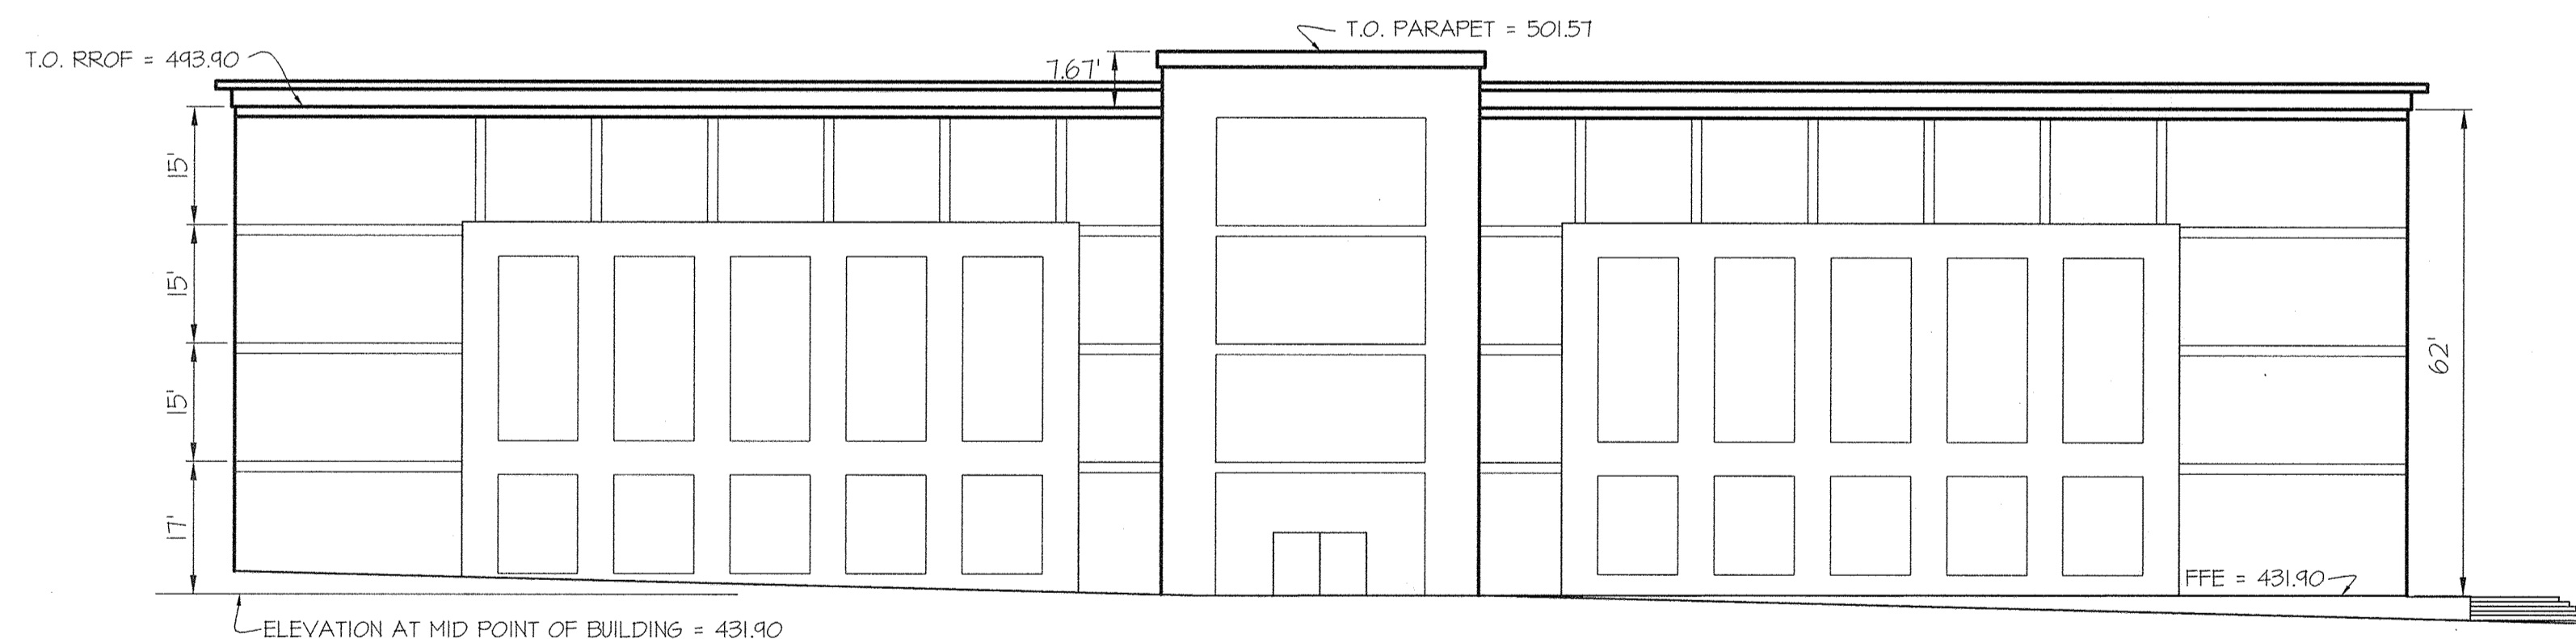 T.O. PARAPET = 501.57
T.O. RROF = 493.90
7.67'
15'
15'
15'
17'
62'
FFE = 431.90
ELEVATION AT MID POINT OF BUILDING = 431.90